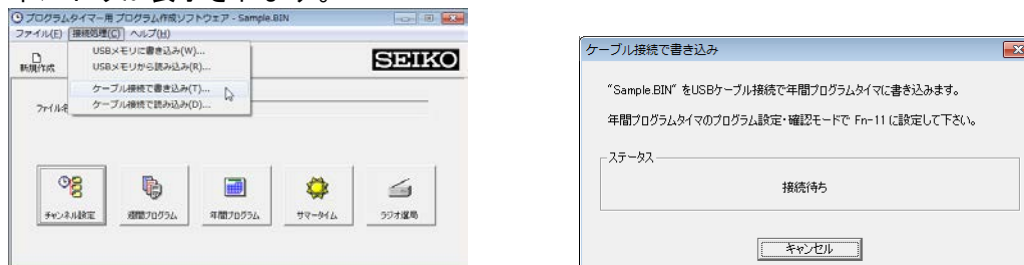 プログラムタイマー用 プログラム作成ソフトウェア - Sample.BIN
ファイル(F) 接続処理(C) ヘルプ(H)
USBメモリに書き込み(W)...
USBメモリから読み込み(R)...
ケーブル接続で書き込み(T)...
ケーブル接続で読み込み(D)...
新規作成
SEIKO
ファイル名
チャンネル設定 週間プログラム 年間プログラム サマータイム ラジオ選局
ケーブル接続で書き込み
"Sample.BIN" をUSBケーブル接続で年間プログラムタイマに書き込みます。
年間プログラムタイマのプログラム設定・確認モードで Fn-11 に設定して下さい。
ステータス
接続待ち
キャンセル